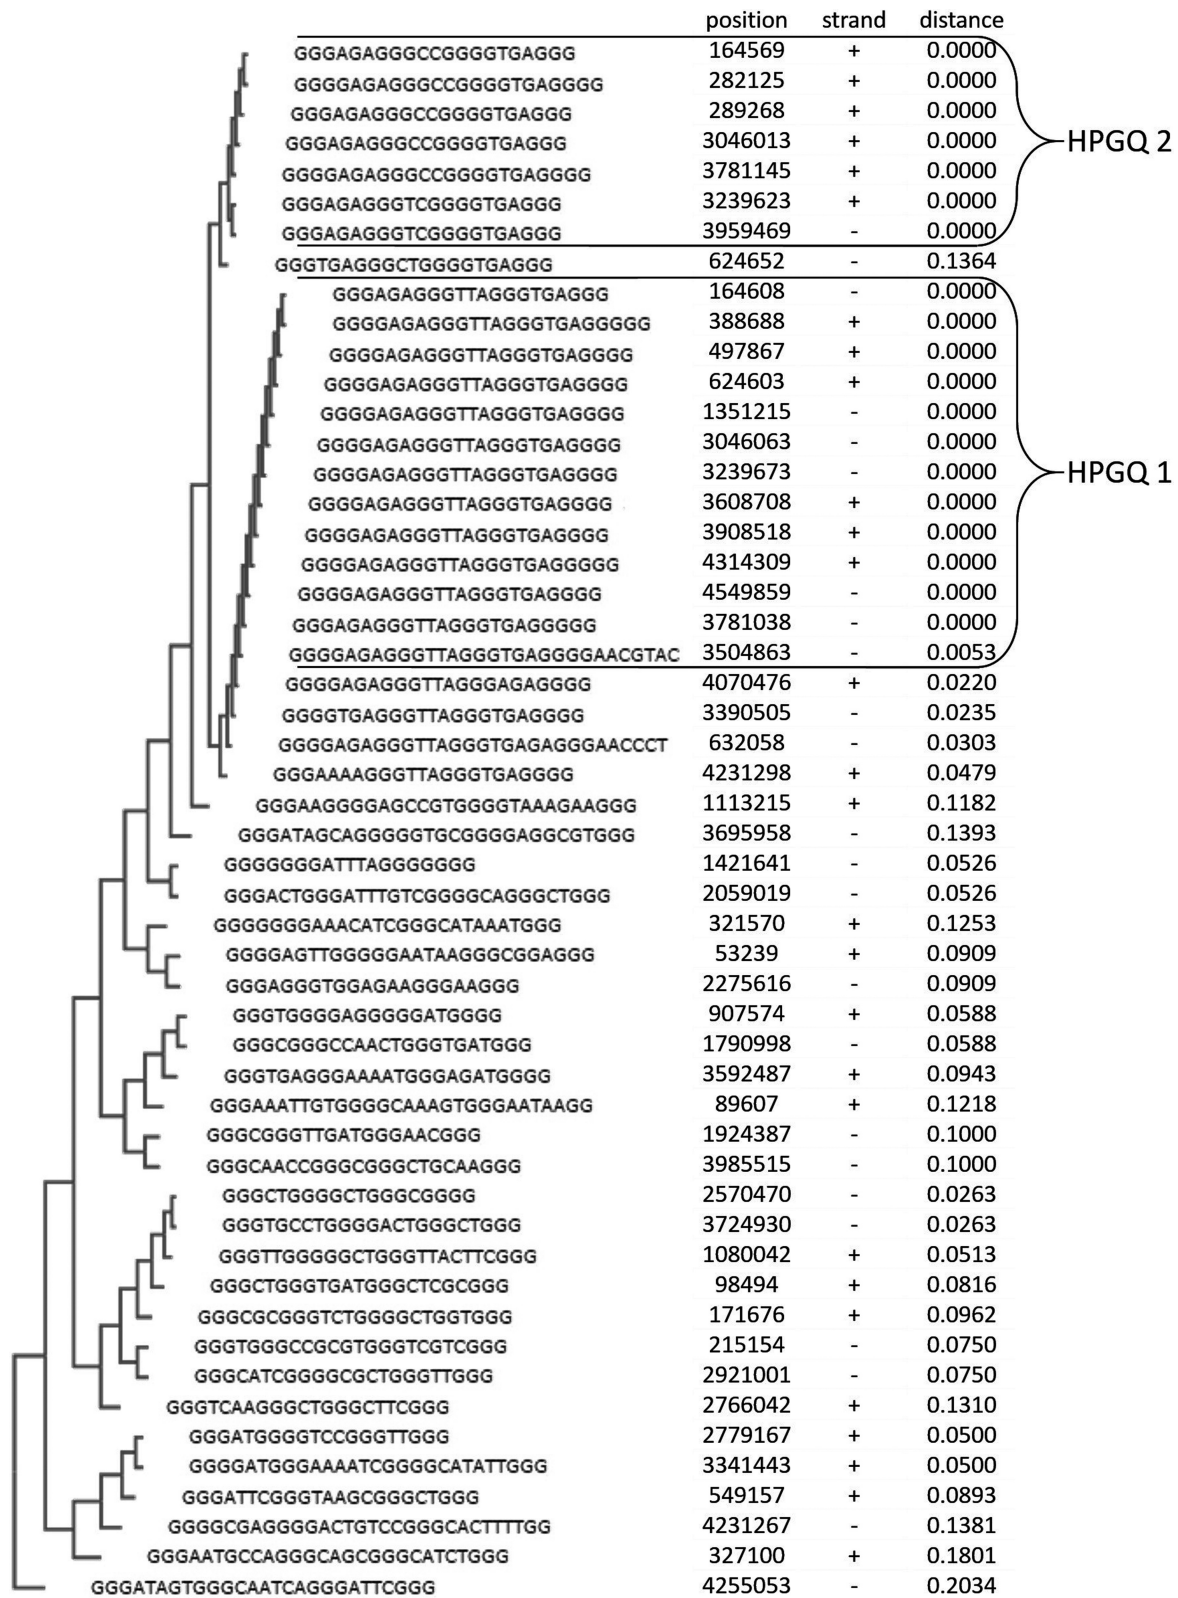 position strand distance
GGGAGAGGGCCGGGGTGAGGG 164569 + 0.0000
GGGGAGAGGGCCGGGGTGAGGGG 282125 + 0.0000
GGGAGAGGGCCGGGGTGAGGG 289268 + 0.0000
GGGAGAGGGCCGGGGTGAGGG 3046013 + 0.0000
HPGQ 2
GGGGAGAGGGCCGGGGTGAGGGG 3781145 + 0.0000
GGGAGAGGGTCGGGGTGAGGG 3239623 + 0.0000
GGGAGAGGGTCGGGGTGAGGG 3959469 - 0.0000
GGGTGAGGGCTGGGGTGAGGG 624652 - 0.1364
GGGAGAGGGTTAGGGTGAGGG 164608 - 0.0000
GGGGAGAGGGTTAGGGTGAGGGGG 388688 + 0.0000
GGGGAGAGGGTTAGGGTGAGGGG 497867 + 0.0000
GGGGAGAGGGTTAGGGTGAGGGG 624603 + 0.0000
GGGGAGAGGGTTAGGGTGAGGGG 1351215 - 0.0000
GGGGAGAGGGTTAGGGTGAGGGG 3046063 - 0.0000
GGGGAGAGGGTTAGGGTGAGGGG 3239673 - 0.0000
HPGQ 1
GGGGAGAGGGTTAGGGTGAGGGG 3608708 + 0.0000
GGGGAGAGGGTTAGGGTGAGGGG 3908518 + 0.0000
GGGGAGAGGGTTAGGGTGAGGGGG 4314309 + 0.0000
GGGGAGAGGGTTAGGGTGAGGGG 4549859 - 0.0000
GGGAGAGGGTTAGGGTGAGGGGG 3781038 - 0.0000
GGGGAGAGGGTTAGGGTGAGGGGAACGTAC 3504863 - 0.0053
GGGGAGAGGGTTAGGGAGAGGGG 4070476 + 0.0220
GGGGTGAGGGTTAGGGTGAGGGG 3390505 - 0.0235
GGGGAGAGGGTTAGGGTGAGAGGGAACCCT 632058 - 0.0303
GGGAAAAGGGTTAGGGTGAGGGG 4231298 + 0.0479
GGGAAGGGGAGCCGTGGGGTAAAGAAGGG 1113215 + 0.1182
GGGATAGCAGGGGGTGCGGGGAGGCGTGGG 3695958 - 0.1393
GGGGGGGATTTAGGGGGGG 1421641 - 0.0526
GGGACTGGGATTTGTCGGGGCAGGGCTGGG 2059019 - 0.0526
GGGGGGGAAACATCGGGCATAAATGGG 321570 + 0.1253
GGGGAGTTGGGGGAATAAGGGCGGAGGG 53239 + 0.0909
GGGAGGGTGGAGAAGGGAAGGG 2275616 - 0.0909
GGGTGGGGAGGGGGATGGGG 907574 + 0.0588
GGGCGGGCCAACTGGGTGATGGG 1790998 - 0.0588
GGGTGAGGGAAAATGGGAGATGGGG 3592487 + 0.0943
GGGAAATTGTGGGGCAAAGTGGGAATAAGG 89607 + 0.1218
GGGCGGGTTGATGGGAACGGG 1924387 - 0.1000
GGGCAACCGGGCGGGCTGCAAGGG 3985515 - 0.1000
GGGCTGGGGCTGGGCGGGG 2570470 - 0.0263
GGGTGCCTGGGGACTGGGCTGGG 3724930 - 0.0263
GGGTTGGGGGCTGGGTTACTTCGGG 1080042 + 0.0513
GGGCTGGGTGATGGGCTCGCGGG 98494 + 0.0816
GGGCGCGGGTCTGGGGCTGGTGGG 171676 + 0.0962
GGGTGGGCCGCGTGGGTCGTCGGG 215154 - 0.0750
GGGCATCGGGGCGCTGGGTTGGG 2921001 - 0.0750
GGGTCAAGGGCTGGGCTTCGGG 2766042 + 0.1310
GGGATGGGGTCCGGGTTGGG 2779167 + 0.0500
GGGGATGGGAAAATCGGGGCATATTGGG 3341443 + 0.0500
GGGATTCGGGTAAGCGGGCTGGG 549157 + 0.0893
GGGGCGAGGGGACTGTCCGGGCACTTTTGG 4231267 - 0.1381
GGGAATGCCAGGGCAGCGGGCATCTGGG 327100 + 0.1801
GGGATAGTGGGCAATCAGGGATTCGGG 4255053 - 0.2034